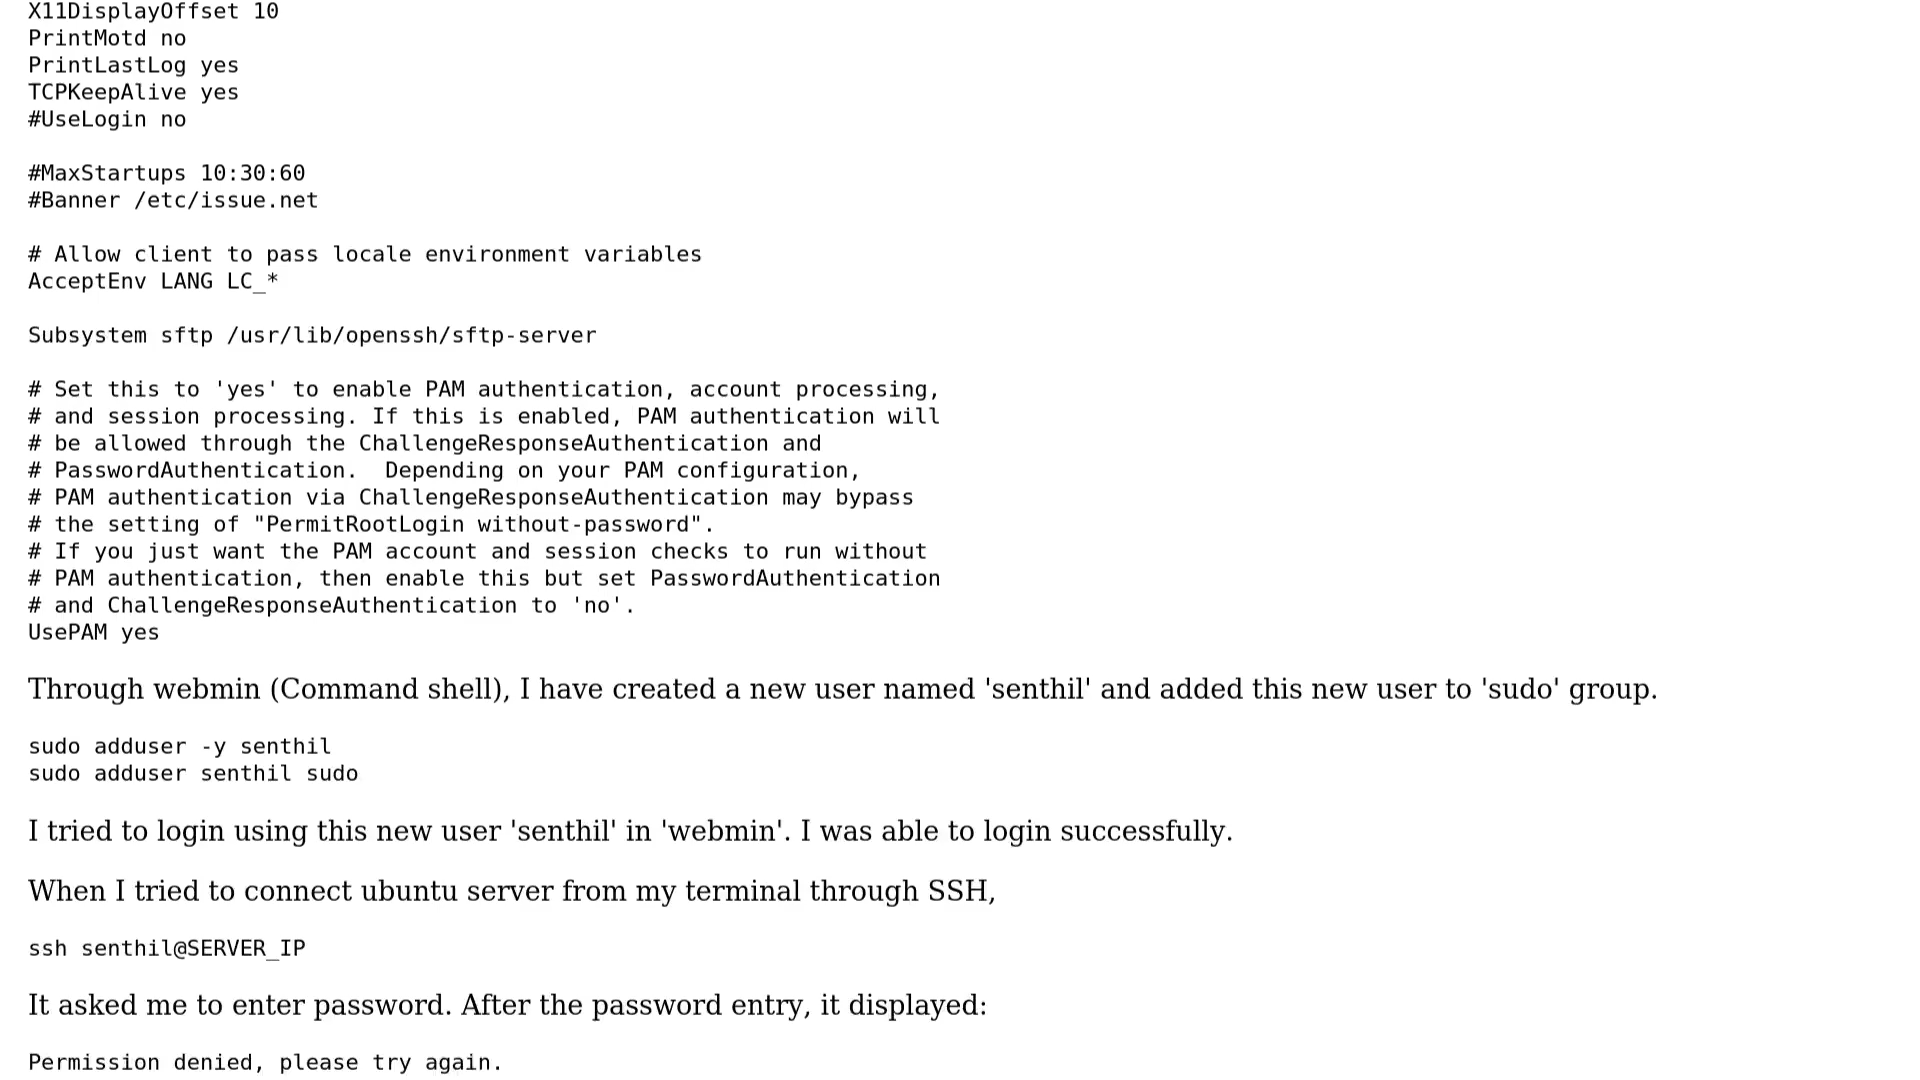 X11DisplayOffset 10
PrintMotd no
PrintLastLog yes
TCPKeepAlive yes
#UseLogin no
#MaxStartups 10:30:60
#Banner /etc/issue.net
# Allow client to pass locale environment variables
AcceptEnv LANG LC_*
Subsystem sftp /usr/lib/openssh/sftp-server
# Set this to 'yes' to enable PAM authentication, account processing,
# and session processing. If this is enabled, PAM authentication will
# be allowed through the ChallengeResponseAuthentication and
# PasswordAuthentication.  Depending on your PAM configuration,
# PAM authentication via ChallengeResponseAuthentication may bypass
# the setting of "PermitRootLogin without-password".
# If you just want the PAM account and session checks to run without
# PAM authentication, then enable this but set PasswordAuthentication
# and ChallengeResponseAuthentication to 'no'.
UsePAM yes
Through webmin (Command shell), I have created a new user named 'senthil' and added this new user to 'sudo' group.
sudo adduser -y senthil
sudo adduser senthil sudo
I tried to login using this new user 'senthil' in 'webmin'. I was able to login successfully.
When I tried to connect ubuntu server from my terminal through SSH,
ssh senthil@SERVER_IP
It asked me to enter password. After the password entry, it displayed:
Permission denied, please try again.